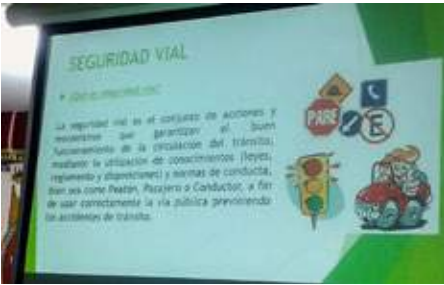 SEGURIDAD VIAL
¿Qué es seguridad vial?
La seguridad vial es el conjunto de acciones y
mecanismos que garantizan el buen
funcionamiento de la circulación del tránsito;
mediante la utilización de conocimientos (leyes,
reglamento y disposiciones) y normas de conducta,
bien sea como Peatón, Pasajero o Conductor, a fin
de usar correctamente la vía pública previniendo
los accidentes de tránsito.
PARE
E